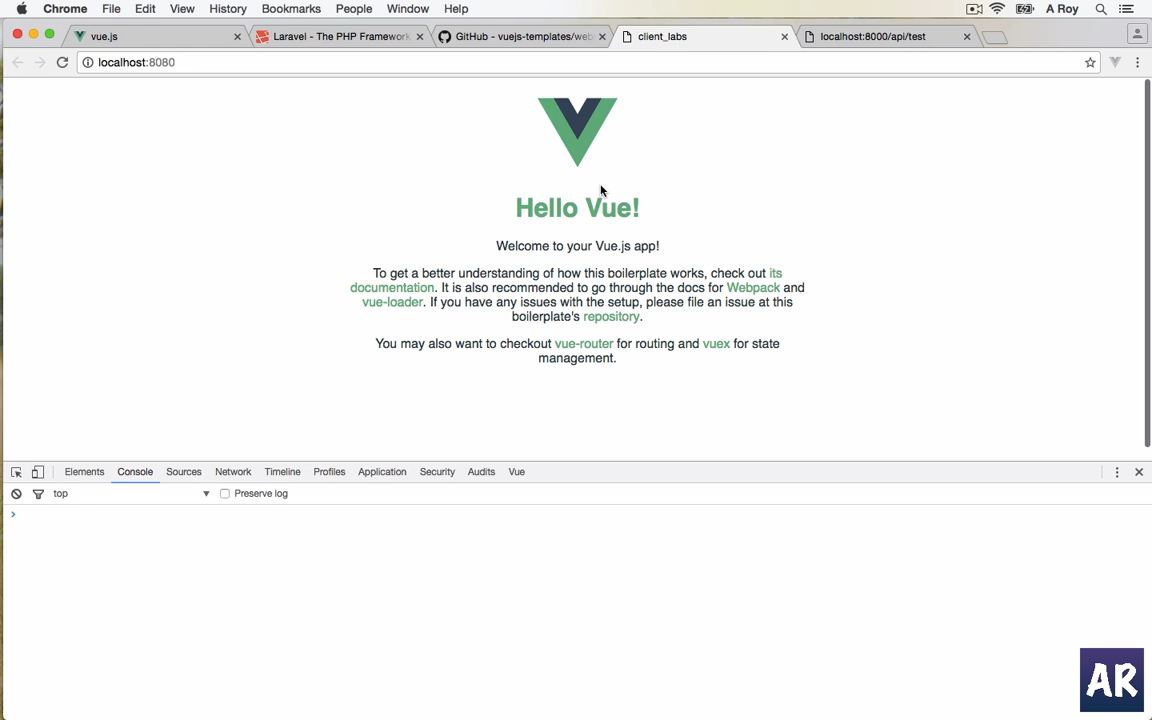 Chrome File Edit View History Bookmarks People Window Help A Roy
vue.js Laravel - The PHP Framework GitHub - vuejs-templates/web client_labs localhost:8000/api/test
localhost:8080
Hello Vue!
Welcome to your Vue.js app!
To get a better understanding of how this boilerplate works, check out its
documentation. It is also recommended to go through the docs for Webpack and
vue-loader. If you have any issues with the setup, please file an issue at this
boilerplate's repository.
You may also want to checkout vue-router for routing and vuex for state
management.
Elements Console Sources Network Timeline Profiles Application Security Audits Vue
top Preserve log
AR